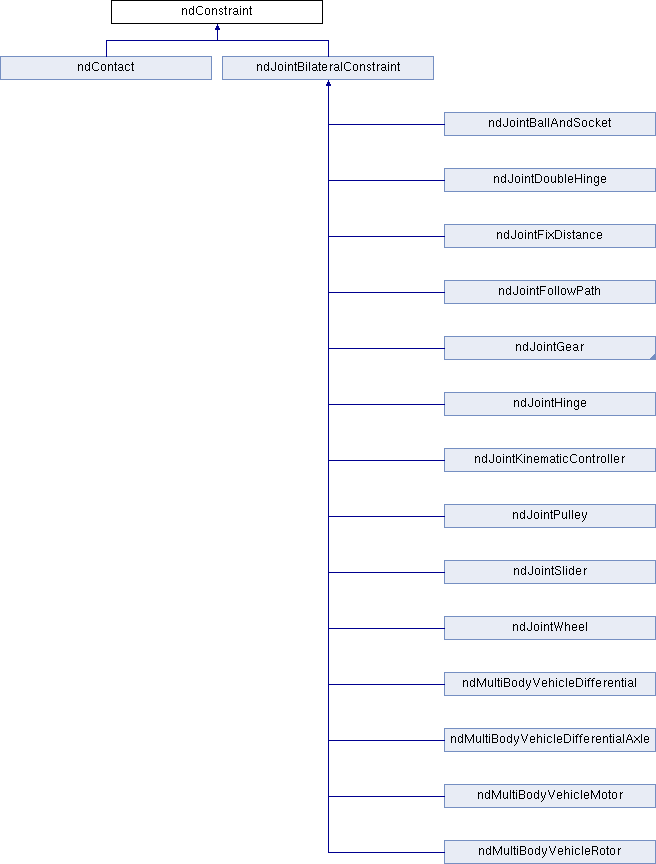 ndConstraint
ndContact
ndJointBilateralConstraint
ndJointBallAndSocket
ndJointDoubleHinge
ndJointFixDistance
ndJointFollowPath
ndJointGear
ndJointHinge
ndJointKinematicController
ndJointPulley
ndJointSlider
ndJointWheel
ndMultiBodyVehicleDifferential
ndMultiBodyVehicleDifferentialAxle
ndMultiBodyVehicleMotor
ndMultiBodyVehicleRotor